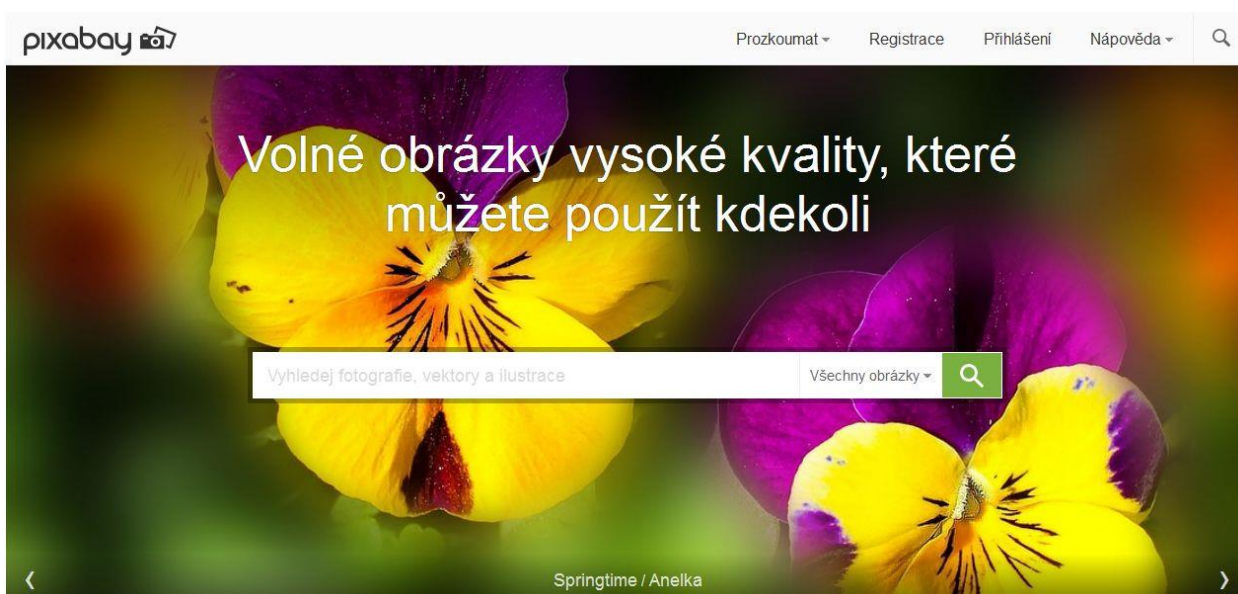 pixabay
Prozkoumat Registrace Přihlášení Nápověda
Volné obrázky vysoké kvality, které
můžete použít kdekoli
Vyhledej fotografie, vektory a ilustrace Všechny obrázky
Springtime / Anelka